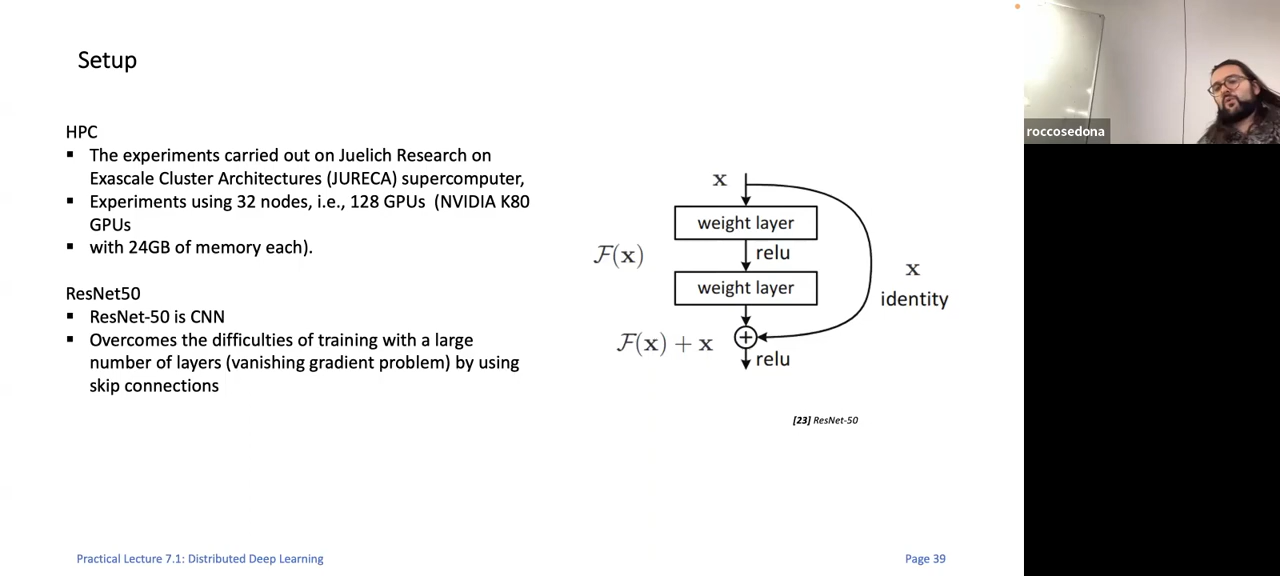 Setup
HPC
▪ The experiments carried out on Juelich Research on
Exascale Cluster Architectures (JURECA) supercomputer,
▪ Experiments using 32 nodes, i.e., 128 GPUs (NVIDIA K80
GPUs
▪ with 24GB of memory each).
ResNet50
▪ ResNet-50 is CNN
▪ Overcomes the difficulties of training with a large
number of layers (vanishing gradient problem) by using
skip connections
x
weight layer
F(x)
relu
weight layer
x
identity
F(x) + x
relu
[23] ResNet-50
Practical Lecture 7.1: Distributed Deep Learning
Page 39
roccosedona